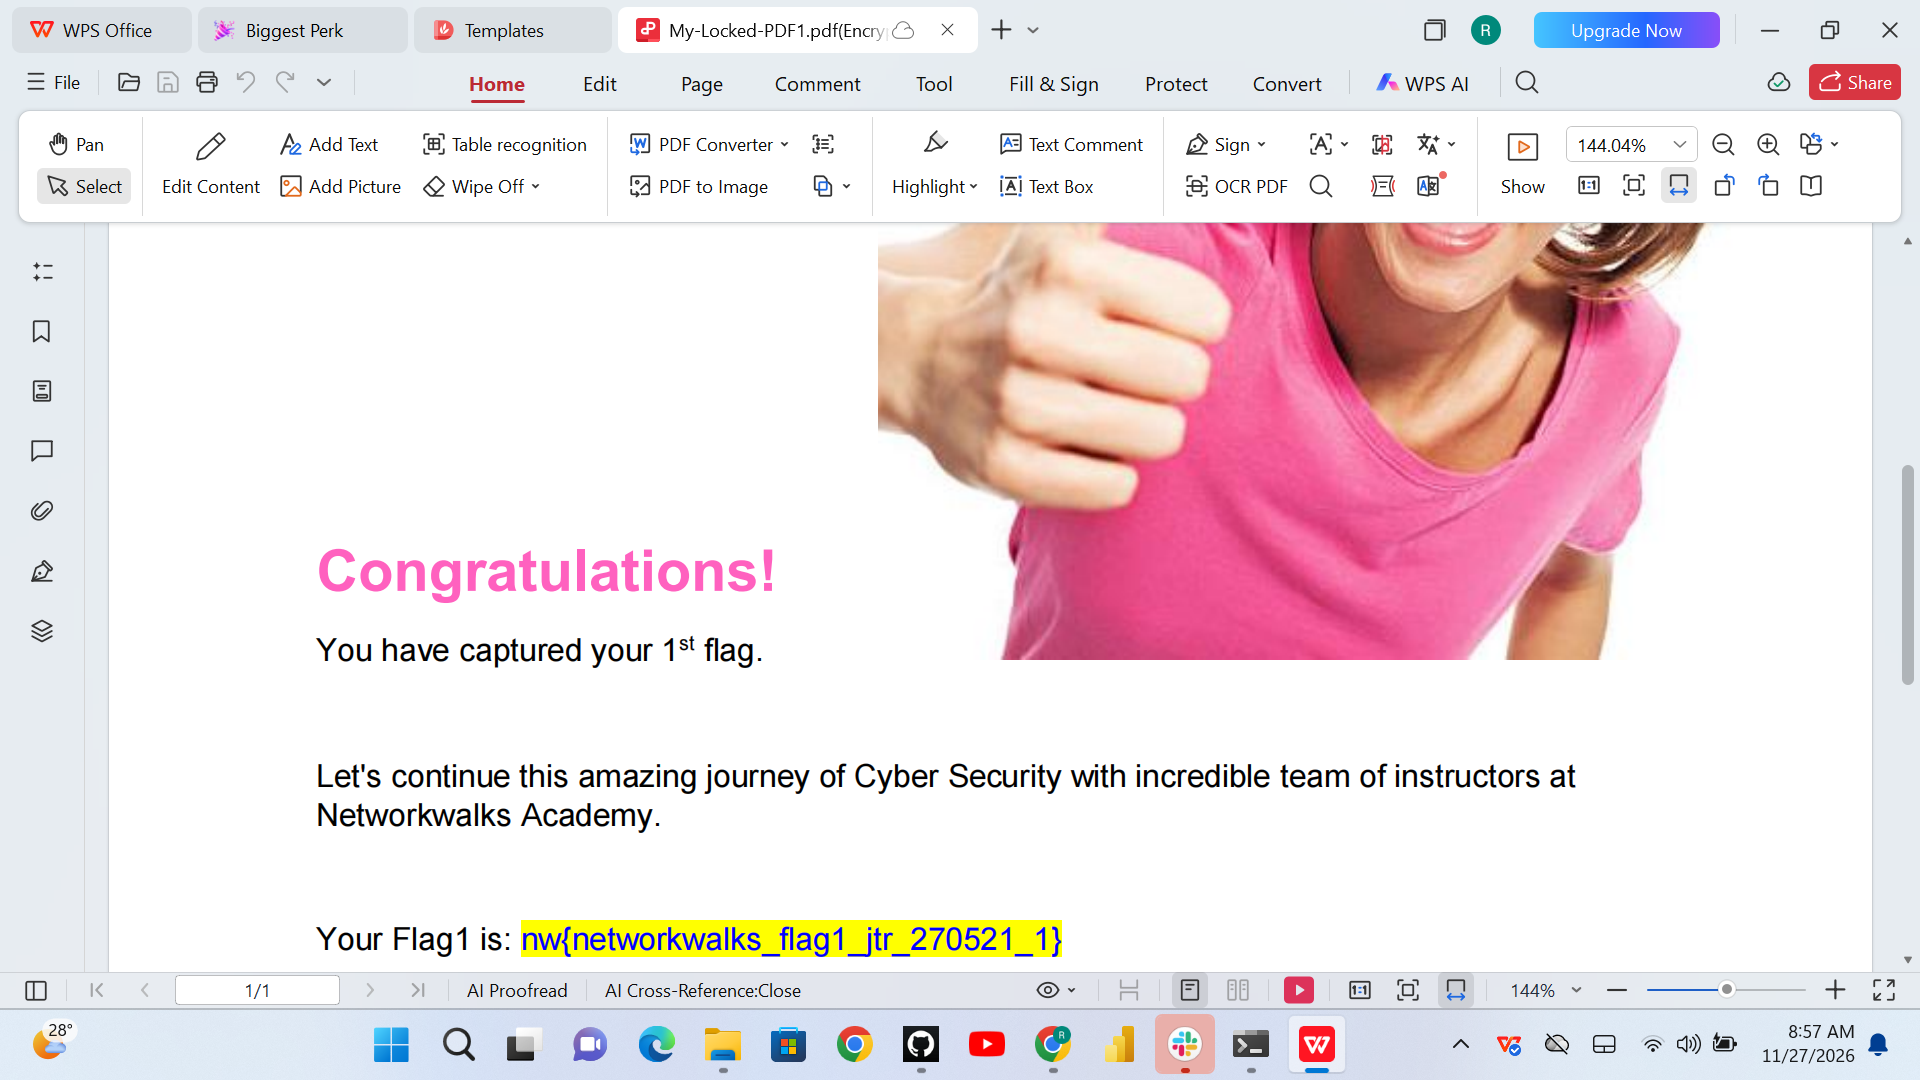 WPS Office
Biggest Perk
Templates
My-Locked-PDF1.pdf(Encry
R
Upgrade Now
File
Home
Edit
Page
Comment
Tool
Fill & Sign
Protect
Convert
WPS AI
Share
Pan
Select
Edit Content
Add Text
Add Picture
Table recognition
Wipe Off
PDF Converter
PDF to Image
Highlight
Text Comment
Text Box
Sign
OCR PDF
Show
144.04%
Congratulations!
You have captured your 1st flag.
Let's continue this amazing journey of Cyber Security with incredible team of instructors at
Networkwalks Academy.
Your Flag1 is: nw{networkwalks_flag1_jtr_270521_1}
1/1
AI Proofread
AI Cross-Reference:Close
144%
28°
8:57 AM
11/27/2026